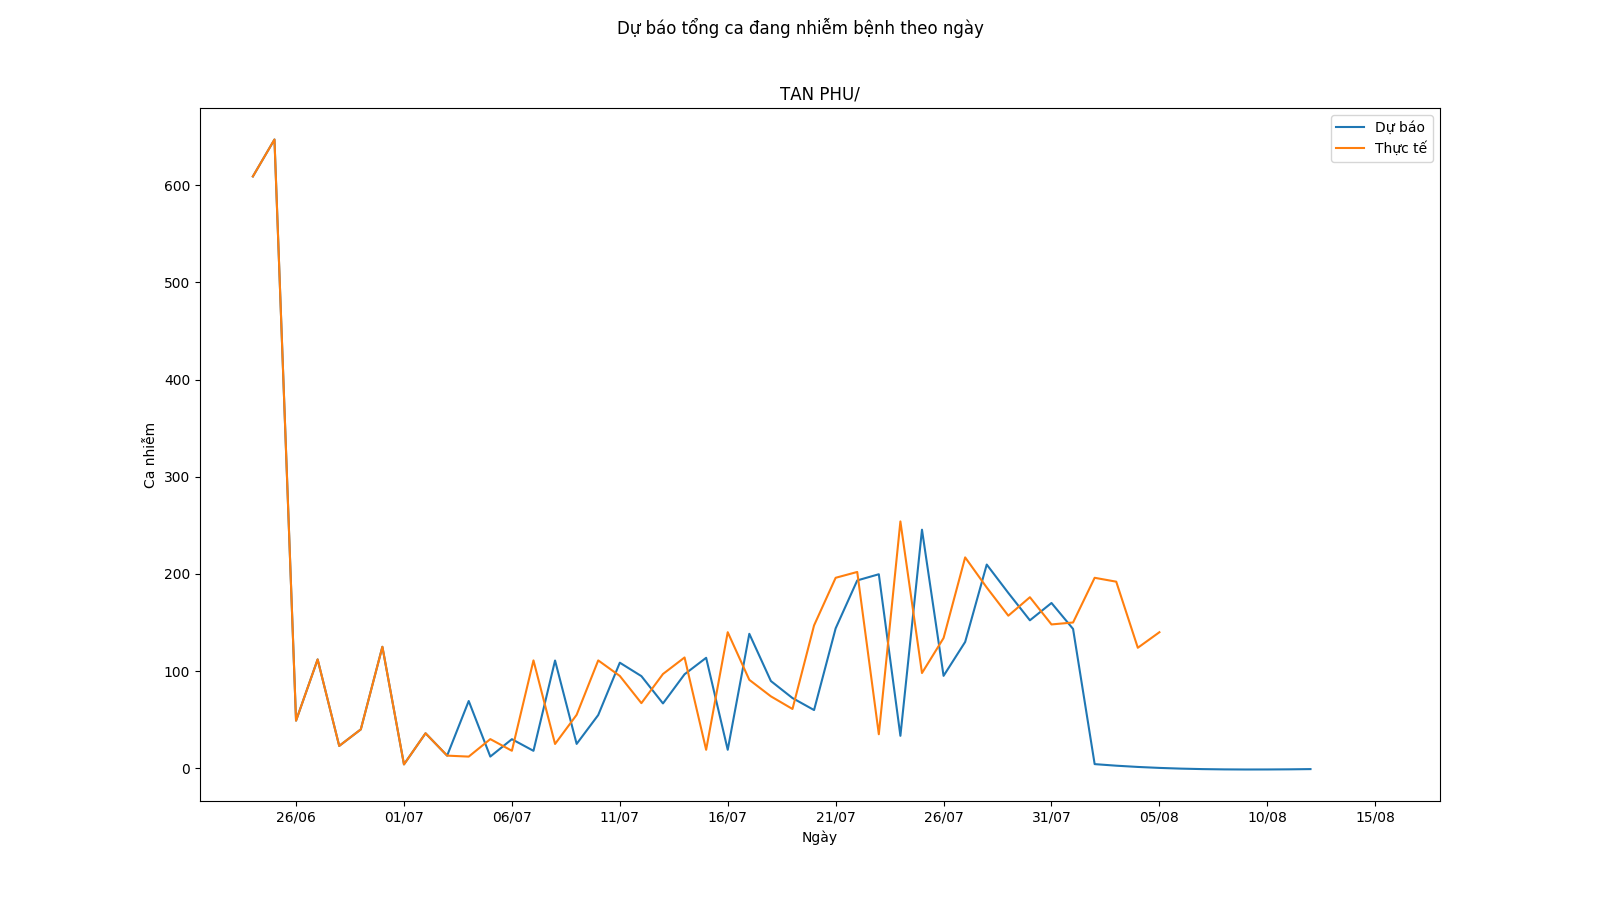 Dự báo tổng ca đang nhiễm bệnh theo ngày
TAN PHU/
Dự báo
Thực tế
600
500
400
300
200
100
0
Ca nhiễm
26/06 01/07 06/07 11/07 16/07 21/07 26/07 31/07 05/08 10/08 15/08
Ngày